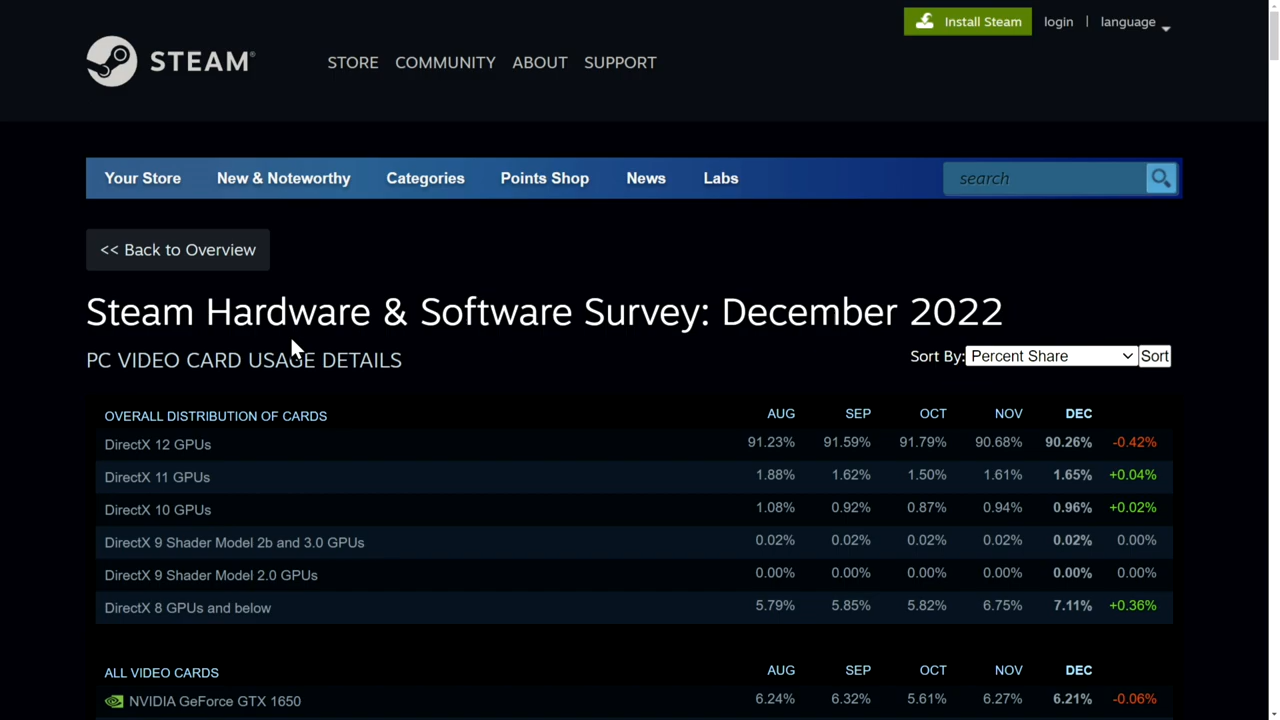 Install Steam login | language
STEAM®
STORE COMMUNITY ABOUT SUPPORT
Your Store New & Noteworthy Categories Points Shop News Labs search
<< Back to Overview
Steam Hardware & Software Survey: December 2022
PC VIDEO CARD USAGE DETAILS Sort By: Percent Share Sort
OVERALL DISTRIBUTION OF CARDS AUG SEP OCT NOV DEC
DirectX 12 GPUs 91.23% 91.59% 91.79% 90.68% 90.26% -0.42%
DirectX 11 GPUs 1.88% 1.62% 1.50% 1.61% 1.65% +0.04%
DirectX 10 GPUs 1.08% 0.92% 0.87% 0.94% 0.96% +0.02%
DirectX 9 Shader Model 2b and 3.0 GPUs 0.02% 0.02% 0.02% 0.02% 0.02% 0.00%
DirectX 9 Shader Model 2.0 GPUs 0.00% 0.00% 0.00% 0.00% 0.00% 0.00%
DirectX 8 GPUs and below 5.79% 5.85% 5.82% 6.75% 7.11% +0.36%
ALL VIDEO CARDS AUG SEP OCT NOV DEC
NVIDIA GeForce GTX 1650 6.24% 6.32% 5.61% 6.27% 6.21% -0.06%